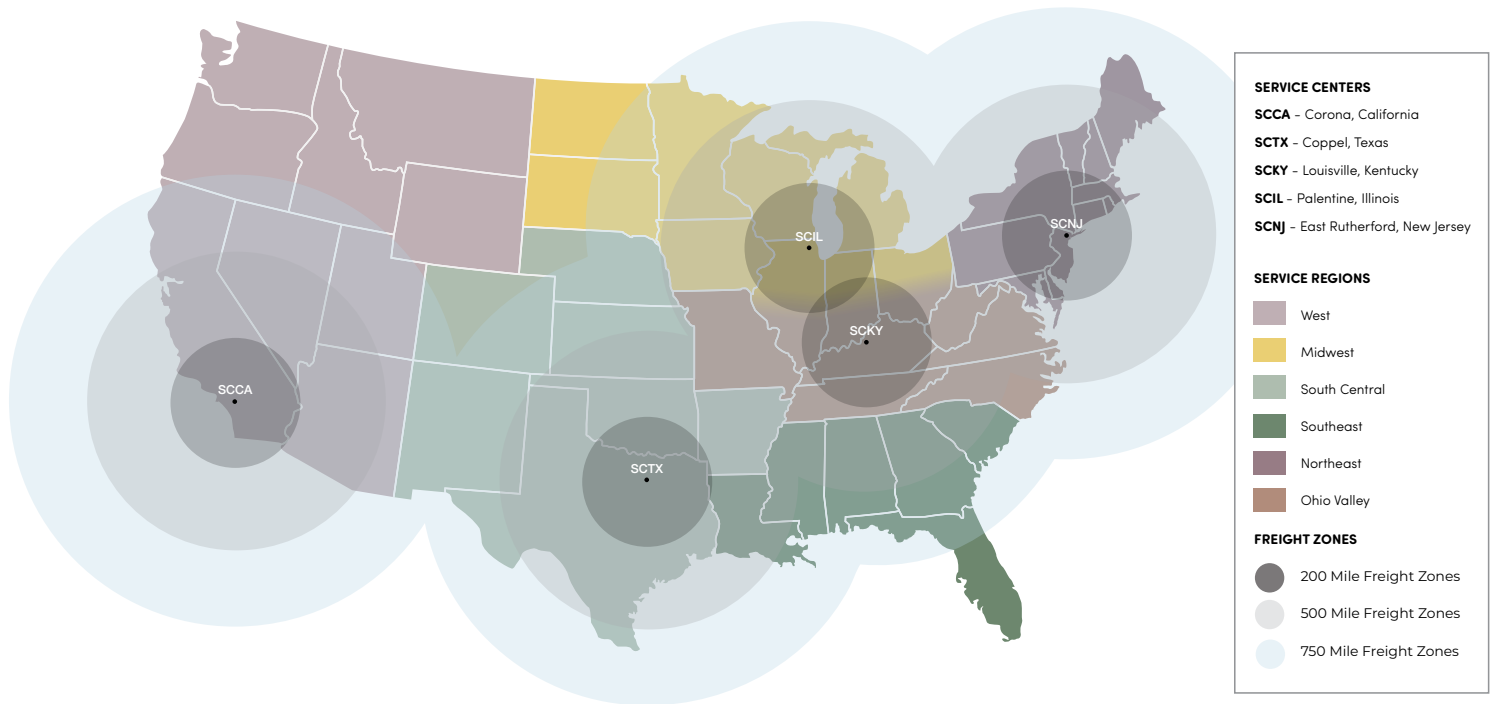 SCIL
SCNJ
SCKY
SCCA
SCTX
SERVICE CENTERS
SCCA - Corona, California
SCTX - Coppel, Texas
SCKY - Louisville, Kentucky
SCIL - Palentine, Illinois
SCNJ - East Rutherford, New Jersey
SERVICE REGIONS
West
Midwest
South Central
Southeast
Northeast
Ohio Valley
FREIGHT ZONES
200 Mile Freight Zones
500 Mile Freight Zones
750 Mile Freight Zones